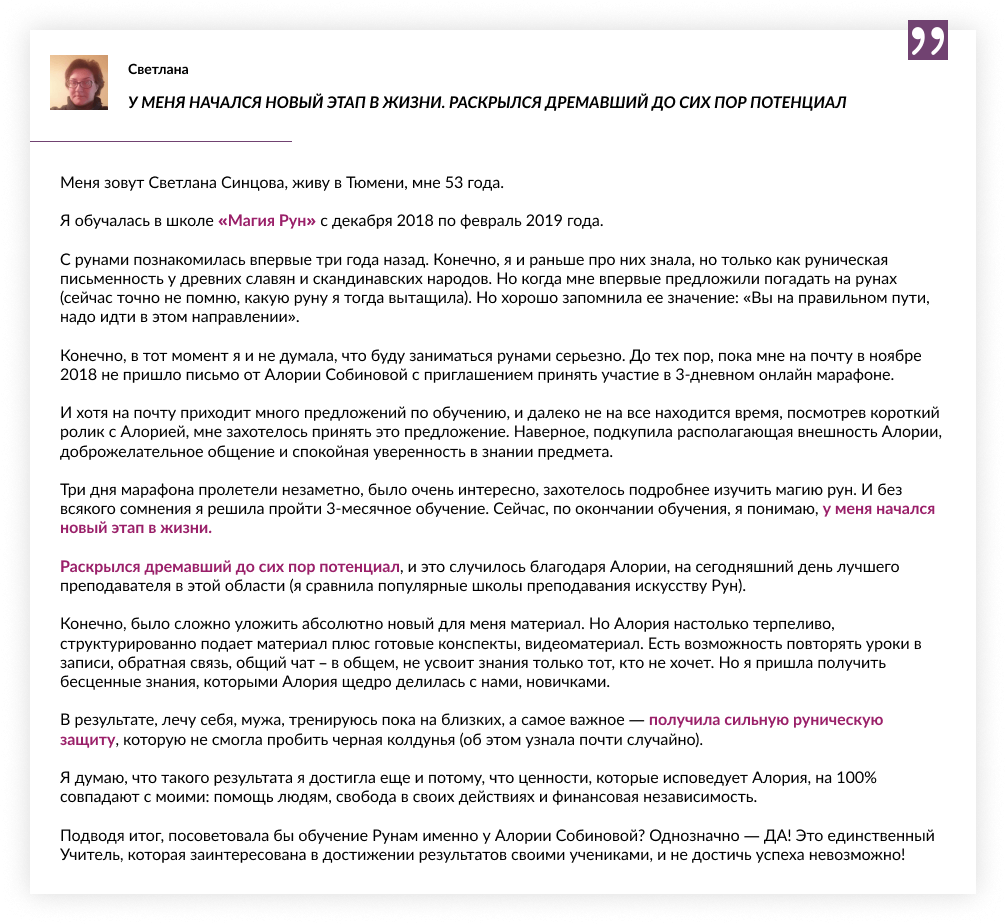 Светлана
У МЕНЯ НАЧАЛСЯ НОВЫЙ ЭТАП В ЖИЗНИ. РАСКРЫЛСЯ ДРЕМАВШИЙ ДО СИХ ПОР ПОТЕНЦИАЛ
Меня зовут Светлана Синцова, живу в Тюмени, мне 53 года.
Я обучалась в школе «Магия Рун» с декабря 2018 по февраль 2019 года.
С рунами познакомилась впервые три года назад. Конечно, я и раньше про них знала, но только как руническая
письменность у древних славян и скандинавских народов. Но когда мне впервые предложили погадать на рунах
(сейчас точно не помню, какую руну я тогда вытащила). Но хорошо запомнила ее значение: «Вы на правильном пути,
надо идти в этом направлении».
Конечно, в тот момент я и не думала, что буду заниматься рунами серьезно. До тех пор, пока мне на почту в ноябре
2018 не пришло письмо от Алории Собиновой с приглашением принять участие в 3-дневном онлайн марафоне.
И хотя на почту приходит много предложений по обучению, и далеко не на все находится время, посмотрев короткий
ролик с Алорией, мне захотелось принять это предложение. Наверное, подкупила располагающая внешность Алории,
доброжелательное общение и спокойная уверенность в знании предмета.
Три дня марафона пролетели незаметно, было очень интересно, захотелось подробнее изучить магию рун. И без
всякого сомнения я решила пройти 3-месячное обучение. Сейчас, по окончании обучения, я понимаю, у меня начался
новый этап в жизни.
Раскрылся дремавший до сих пор потенциал, и это случилось благодаря Алории, на сегодняшний день лучшего
преподавателя в этой области (я сравнила популярные школы преподавания искусству Рун).
Конечно, было сложно уложить абсолютно новый для меня материал. Но Алория настолько терпеливо,
структурированно подает материал плюс готовые конспекты, видеоматериал. Есть возможность повторять уроки в
записи, обратная связь, общий чат – в общем, не усвоит знания только тот, кто не хочет. Но я пришла получить
бесценные знания, которыми Алория щедро делилась с нами, новичками.
В результате, лечу себя, мужа, тренируюсь пока на близких, а самое важное — получила сильную руническую
защиту, которую не смогла пробить черная колдунья (об этом узнала почти случайно).
Я думаю, что такого результата я достигла еще и потому, что ценности, которые исповедует Алория, на 100%
совпадают с моими: помощь людям, свобода в своих действиях и финансовая независимость.
Подводя итог, посоветовала бы обучение Рунам именно у Алории Собиновой? Однозначно — ДА! Это единственный
Учитель, которая заинтересована в достижении результатов своими учениками, и не достичь успеха невозможно!